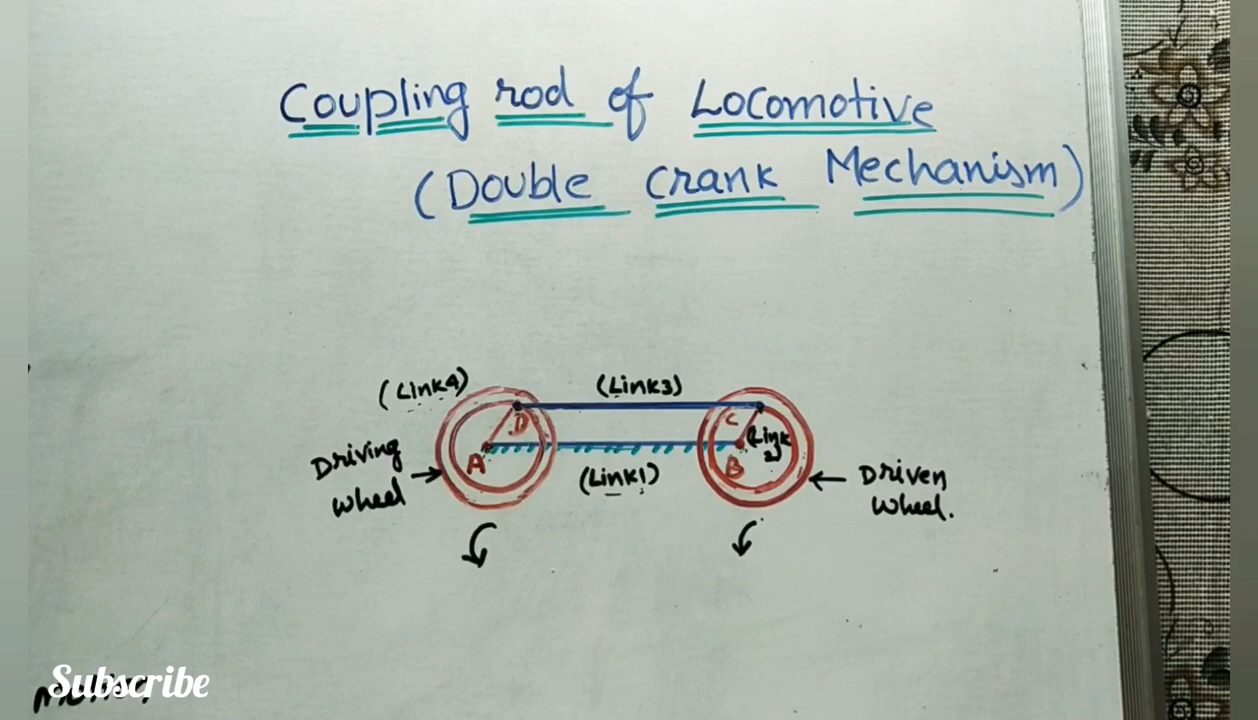 Coupling rod of Locomotive
(Double crank Mechanism)
(Link4)
(Link3)
D
C
(Link
2)
A
B
Driving
wheel
(Link1)
Driven
wheel.
Subscribe